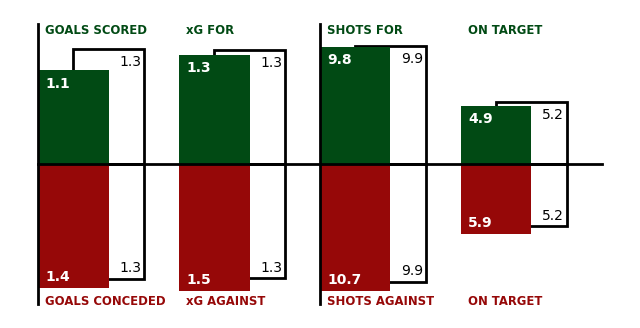 GOALS SCORED xG FOR SHOTS FOR ON TARGET
1.1 1.3 1.3 1.3 9.8 9.9 4.9 5.2
1.4 1.3 1.5 1.3 10.7 9.9 5.9 5.2
GOALS CONCEDED xG AGAINST SHOTS AGAINST ON TARGET